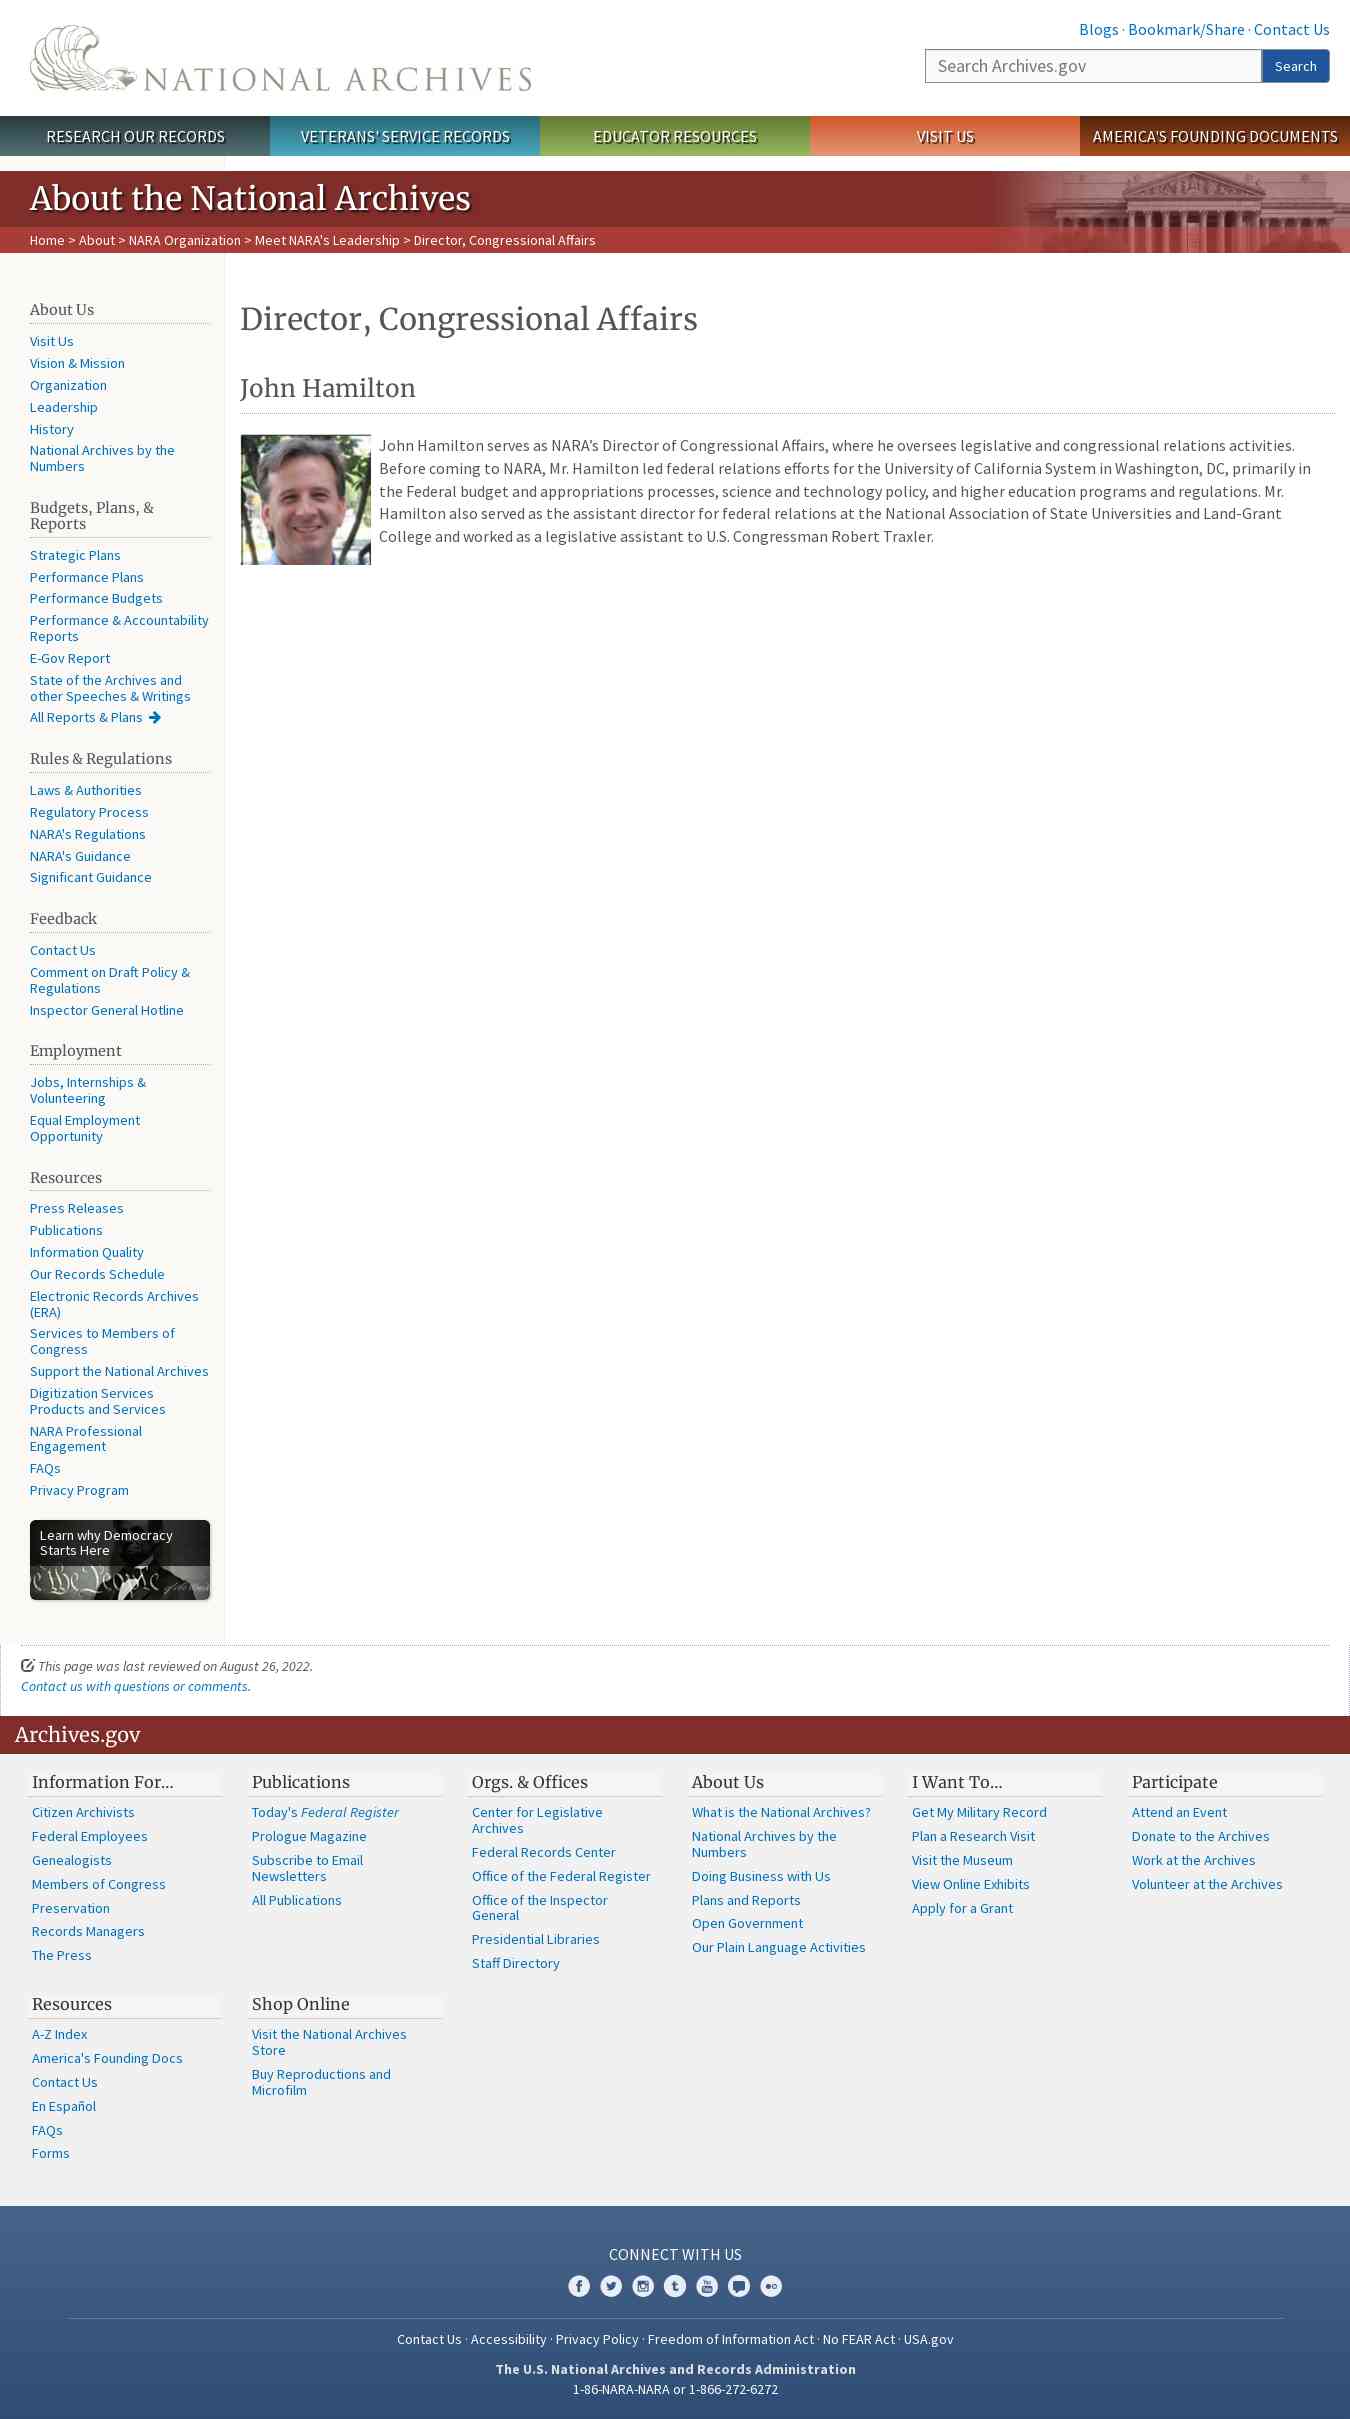 Blogs · Bookmark/Share · Contact Us
NATIONAL ARCHIVES
Search Archives.gov
Search
RESEARCH OUR RECORDS
VETERANS' SERVICE RECORDS
EDUCATOR RESOURCES
VISIT US
AMERICA'S FOUNDING DOCUMENTS
About the National Archives
Home > About > NARA Organization > Meet NARA's Leadership > Director, Congressional Affairs
About Us
Visit Us
Vision & Mission
Organization
Leadership
History
National Archives by the
Numbers
Budgets, Plans, &
Reports
Strategic Plans
Performance Plans
Performance Budgets
Performance & Accountability
Reports
E-Gov Report
State of the Archives and
other Speeches & Writings
All Reports & Plans
Rules & Regulations
Laws & Authorities
Regulatory Process
NARA's Regulations
NARA's Guidance
Significant Guidance
Feedback
Contact Us
Comment on Draft Policy &
Regulations
Inspector General Hotline
Employment
Jobs, Internships &
Volunteering
Equal Employment
Opportunity
Resources
Press Releases
Publications
Information Quality
Our Records Schedule
Electronic Records Archives
(ERA)
Services to Members of
Congress
Support the National Archives
Digitization Services
Products and Services
NARA Professional
Engagement
FAQs
Privacy Program
Learn why Democracy
Starts Here
We the People
Director, Congressional Affairs
John Hamilton
John Hamilton serves as NARA’s Director of Congressional Affairs, where he oversees legislative and congressional relations activities.
Before coming to NARA, Mr. Hamilton led federal relations efforts for the University of California System in Washington, DC, primarily in
the Federal budget and appropriations processes, science and technology policy, and higher education programs and regulations. Mr.
Hamilton also served as the assistant director for federal relations at the National Association of State Universities and Land-Grant
College and worked as a legislative assistant to U.S. Congressman Robert Traxler.
This page was last reviewed on August 26, 2022.
Contact us with questions or comments.
Archives.gov
Information For…
Citizen Archivists
Federal Employees
Genealogists
Members of Congress
Preservation
Records Managers
The Press
Publications
Today's Federal Register
Prologue Magazine
Subscribe to Email
Newsletters
All Publications
Orgs. & Offices
Center for Legislative
Archives
Federal Records Center
Office of the Federal Register
Office of the Inspector
General
Presidential Libraries
Staff Directory
About Us
What is the National Archives?
National Archives by the
Numbers
Doing Business with Us
Plans and Reports
Open Government
Our Plain Language Activities
I Want To…
Get My Military Record
Plan a Research Visit
Visit the Museum
View Online Exhibits
Apply for a Grant
Participate
Attend an Event
Donate to the Archives
Work at the Archives
Volunteer at the Archives
Resources
A-Z Index
America's Founding Docs
Contact Us
En Español
FAQs
Forms
Shop Online
Visit the National Archives
Store
Buy Reproductions and
Microfilm
CONNECT WITH US
Contact Us · Accessibility · Privacy Policy · Freedom of Information Act · No FEAR Act · USA.gov
The U.S. National Archives and Records Administration
1-86-NARA-NARA or 1-866-272-6272